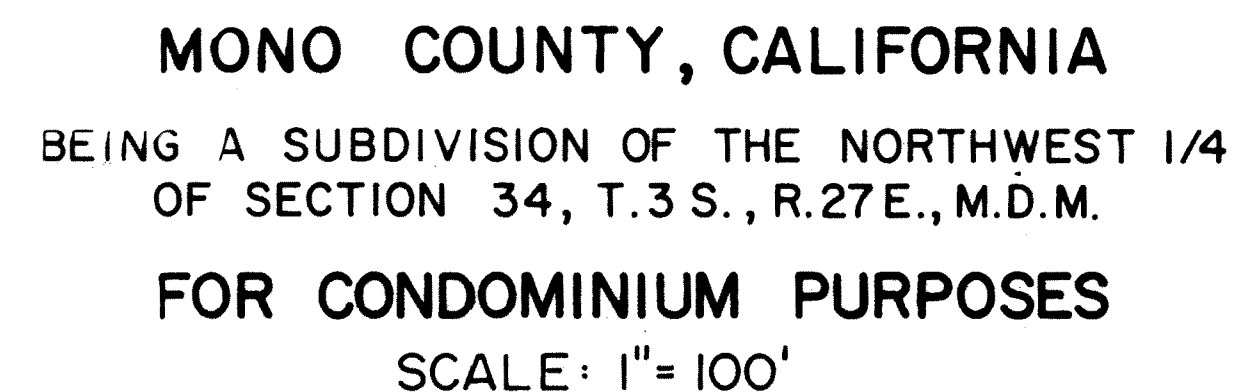 MONO COUNTY, CALIFORNIA
BEING A SUBDIVISION OF THE NORTHWEST 1/4
OF SECTION 34, T.3 S., R.27E., M.D.M.
FOR CONDOMINIUM PURPOSES
SCALE: 1"= 100'